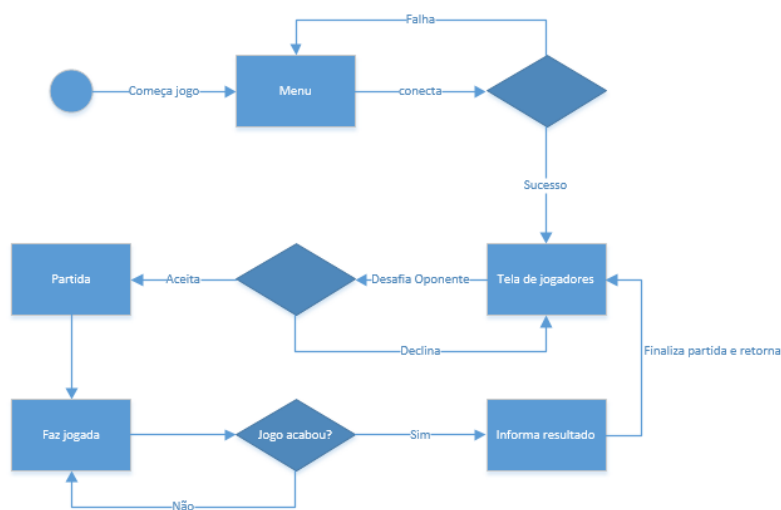 Falha
Começa jogo
Menu
conecta
Sucesso
Partida
Aceita
Desafia Oponente
Tela de jogadores
Declina
Finaliza partida e retorna
Faz jogada
Jogo acabou?
Sim
Informa resultado
Não